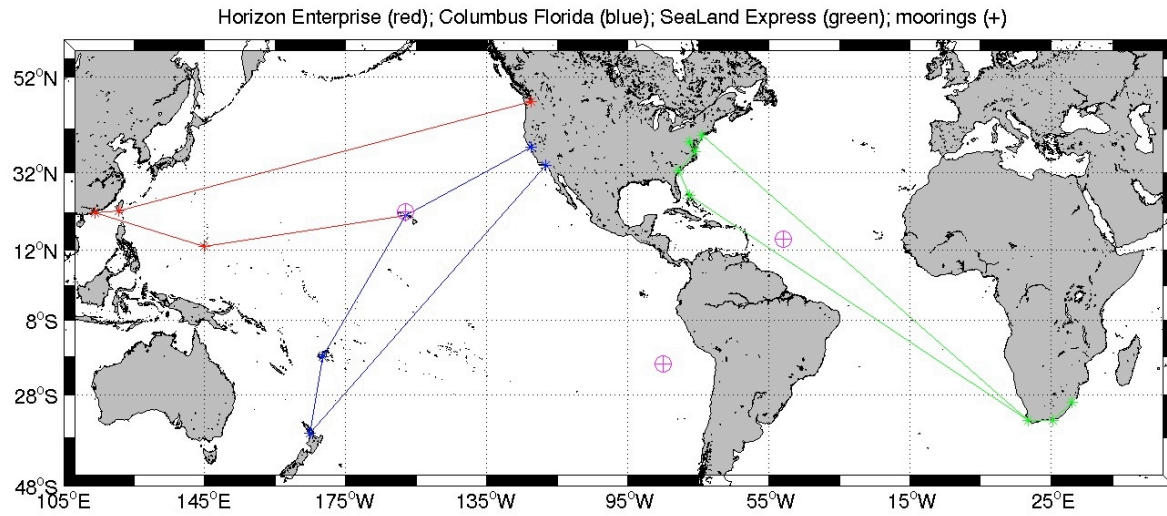 Horizon Enterprise (red); Columbus Florida (blue); SeaLand Express (green); moorings (+)
52°N
32°N
12°N
8°S
28°S
48°S
105°E 145°E 175°W 135°W 95°W 55°W 15°W 25°E